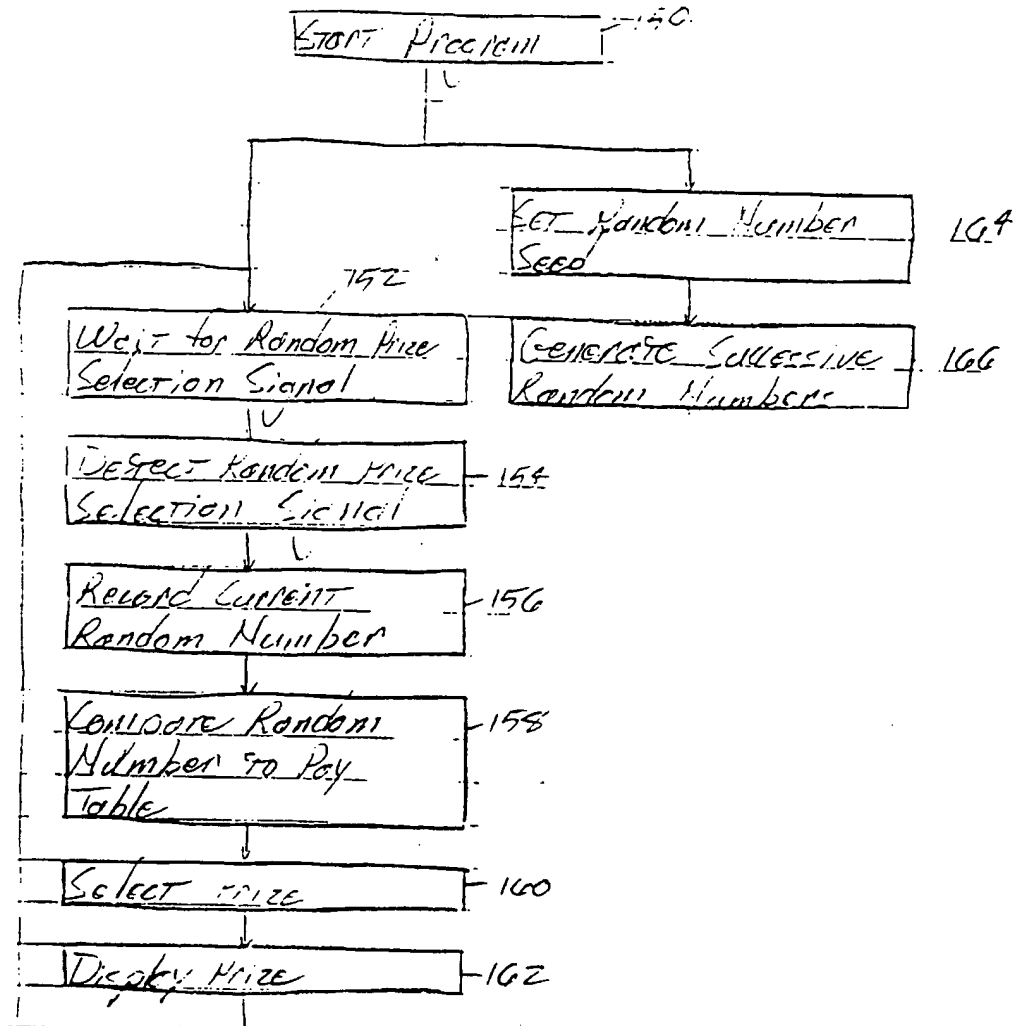 Start Program
150
Set Random Number
Seed
164
152
Wait for Random Prize
Selection Signal
Generate Successive
Random Numbers
166
Detect Random Prize
Selection Signal
154
Record Current
Random Number
156
Compare Random
Number to Pay
Table
158
Select Prize
160
Display Prize
162